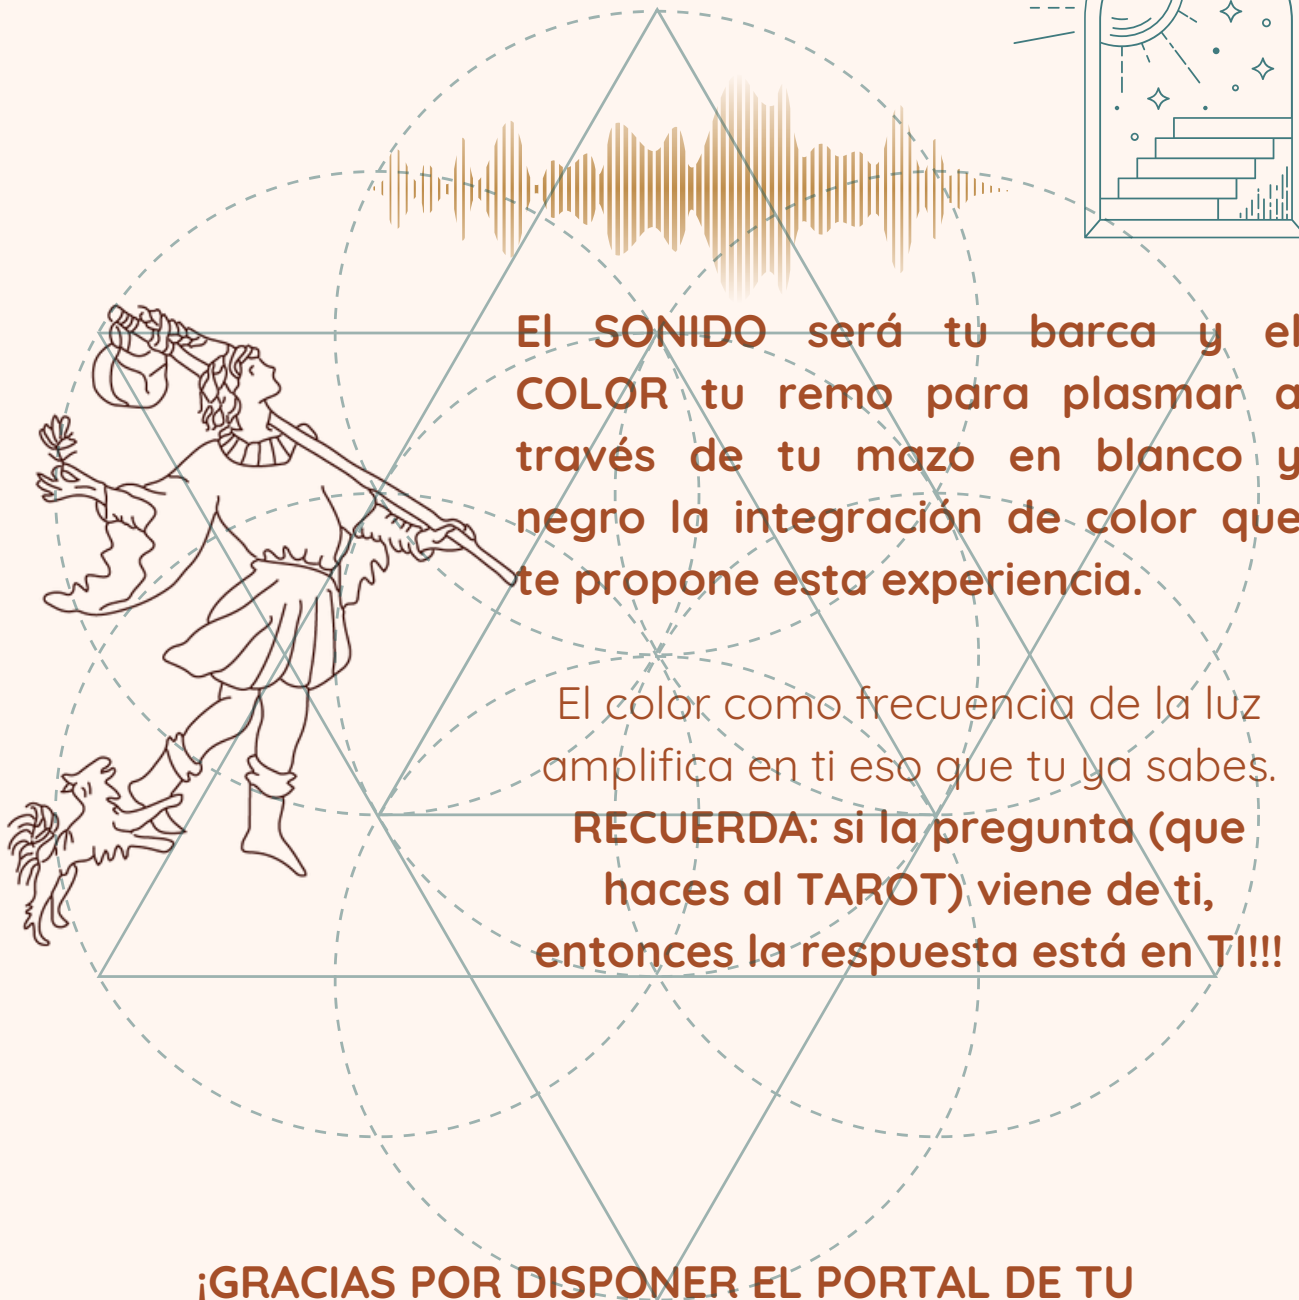 El SONIDO será tu barca y el
COLOR tu remo para plasmar a
través de tu mazo en blanco y
negro la integración de color que
te propone esta experiencia.
El color como frecuencia de la luz
amplifica en ti eso que tu ya sabes.
RECUERDA: si la pregunta (que
haces al TAROT) viene de ti,
entonces la respuesta está en TI!!!
¡GRACIAS POR DISPONER EL PORTAL DE TU